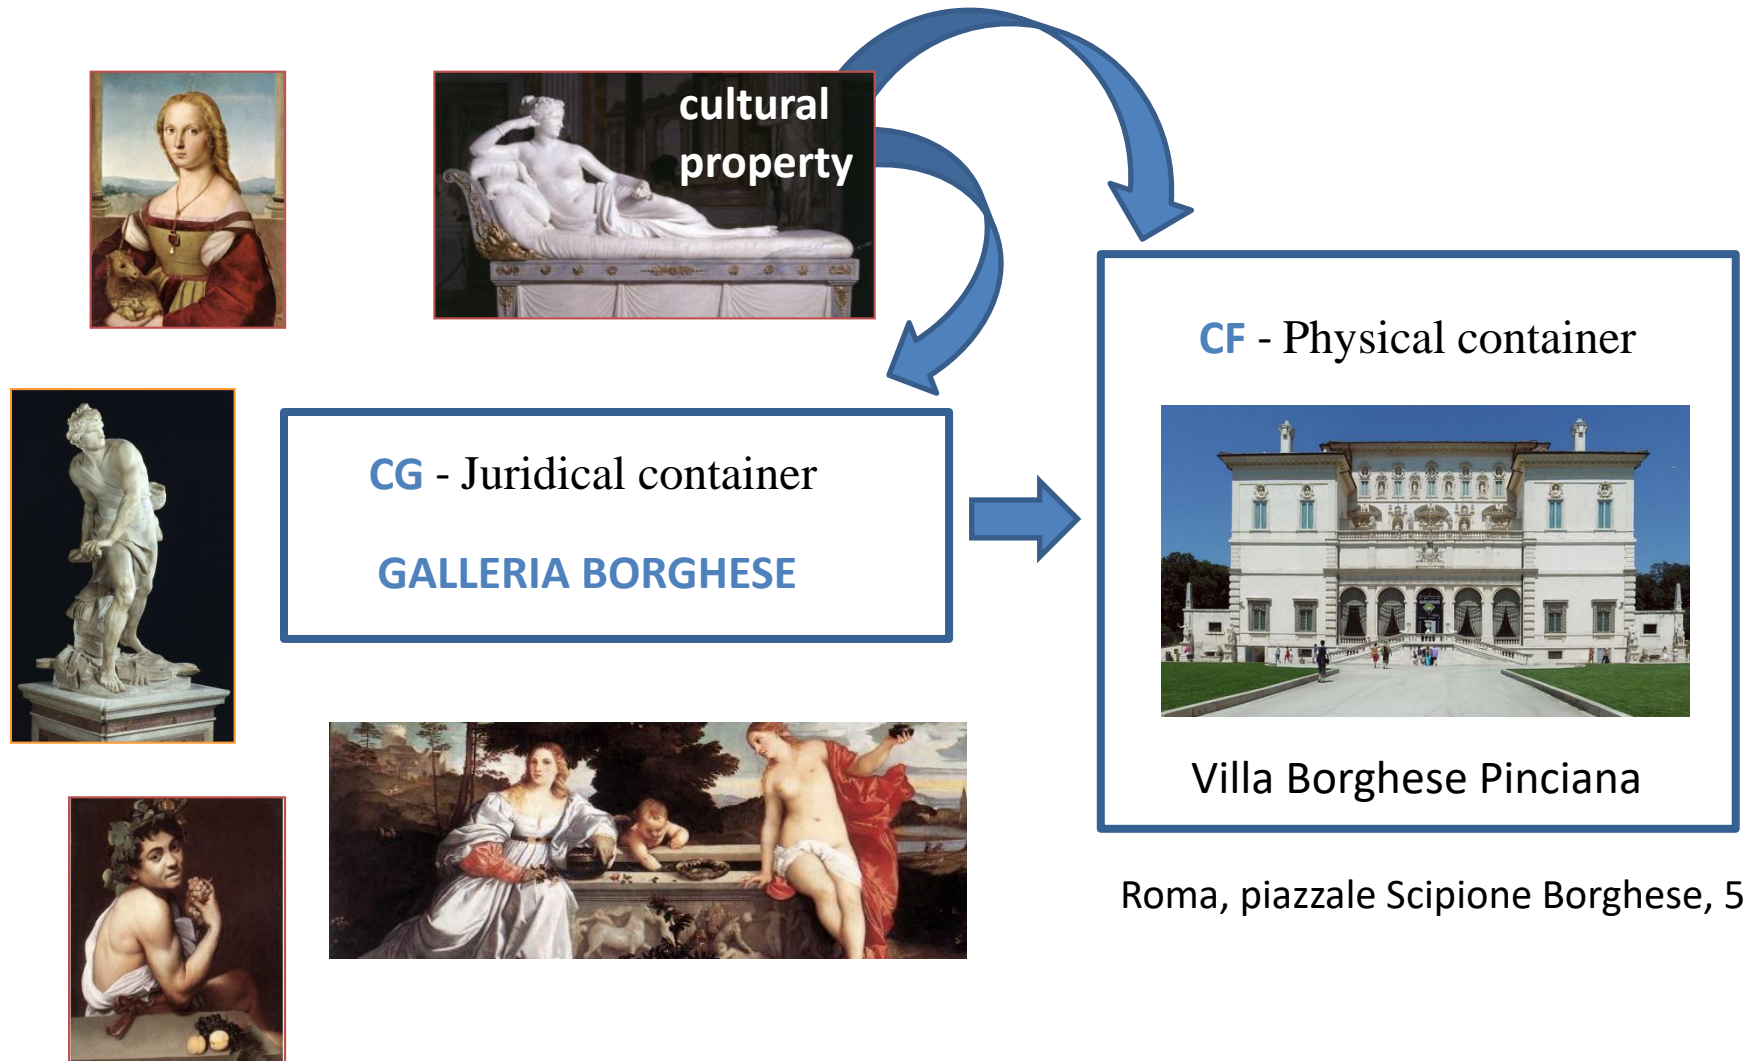 cultural
property
CF - Physical container
CG - Juridical container
GALLERIA BORGHESE
Villa Borghese Pinciana
Roma, piazzale Scipione Borghese, 5